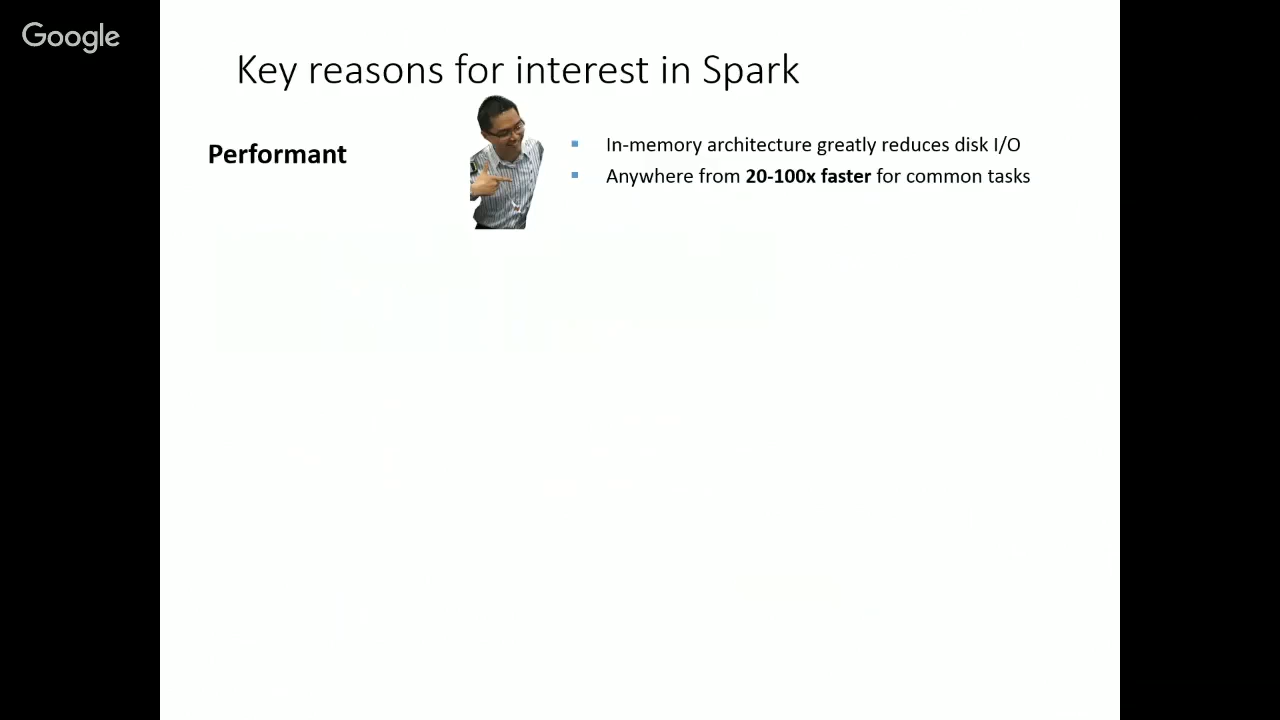 Google
Key reasons for interest in Spark
Performant
In-memory architecture greatly reduces disk I/O
Anywhere from 20-100x faster for common tasks